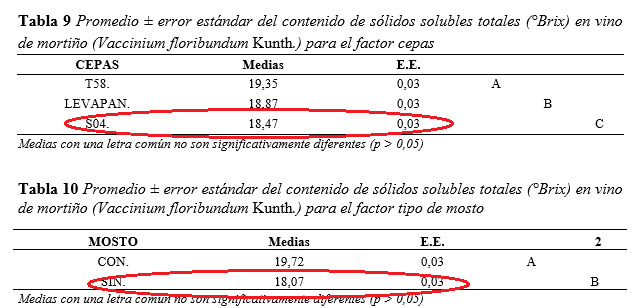 Tabla 9 Promedio ± error estándar del contenido de sólidos solubles totales (°Brix) en vino
de mortiño (Vaccinium floribundum Kunth.) para el factor cepas
CEPAS Medias E.E.
T58. 19,35 0,03 A
LEVAPAN. 18,87 0,03 B
S04. 18,47 0,03 C
Medias con una letra común no son significativamente diferentes (p > 0,05)
Tabla 10 Promedio ± error estándar del contenido de sólidos solubles totales (°Brix) en vino
de mortiño (Vaccinium floribundum Kunth.) para el factor tipo de mosto
MOSTO Medias E.E. 2
CON. 19,72 0,03 A
SIN. 18,07 0,03 B
Medias con una letra común no son significativamente diferentes (p > 0,05)